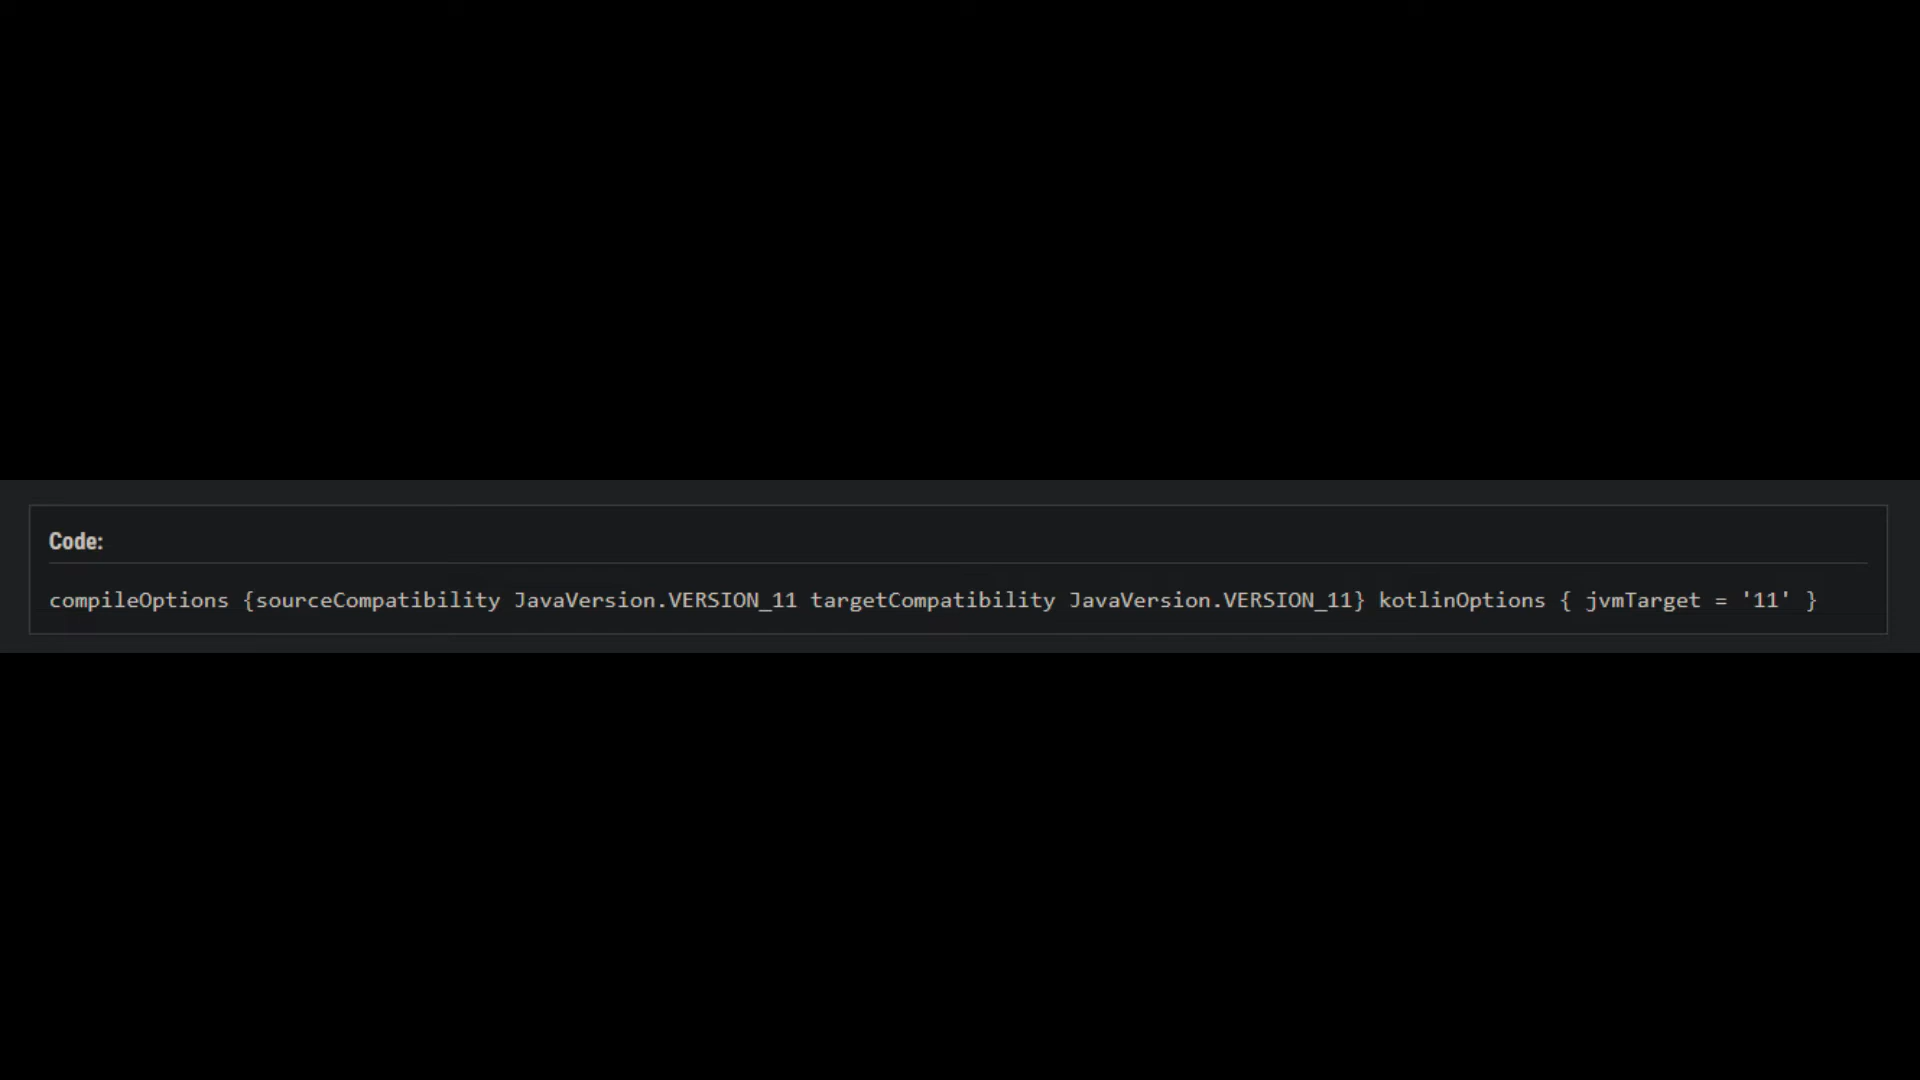 Code:
compileOptions {sourceCompatibility JavaVersion.VERSION_11 targetCompatibility JavaVersion.VERSION_11} kotlinOptions { jvmTarget = '11' }